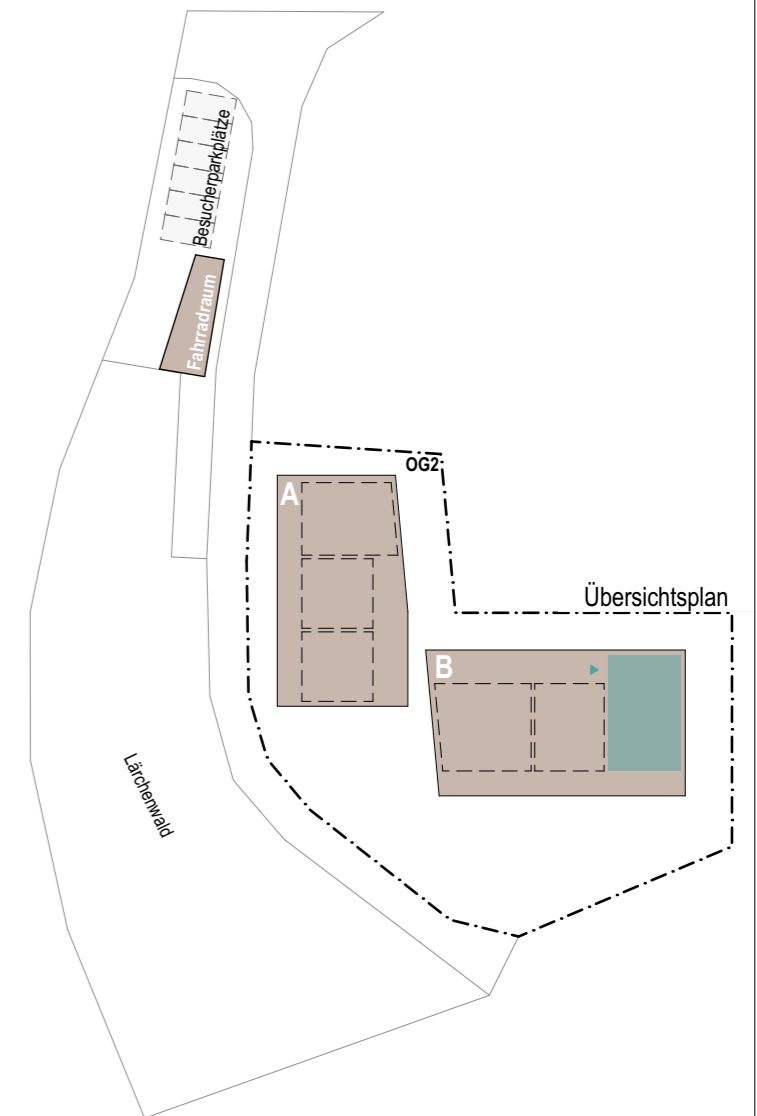 Besucherparkplätze
Fahrradraum
OG2
A
Übersichtsplan
B
Lärchenwald